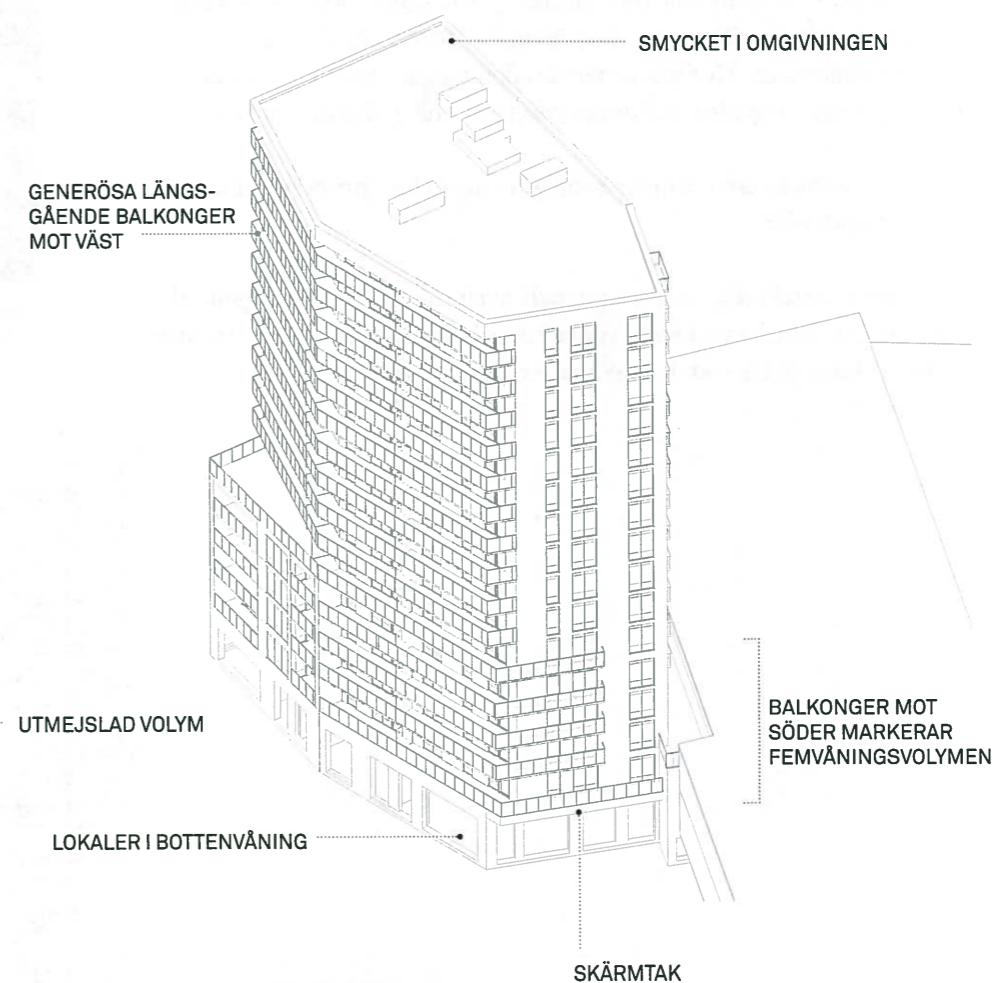 SMYCKET I OMGIVNINGEN
GENERÖSA LÄNGS-
GÅENDE BALKONGER
MOT VÄST
UTMEJSLAD VOLYM
BALKONGER MOT
SÖDER MARKERAR
FEMVÅNINGSVOLYMEN
LOKALER I BOTTENVÅNING
SKÄRMTAK